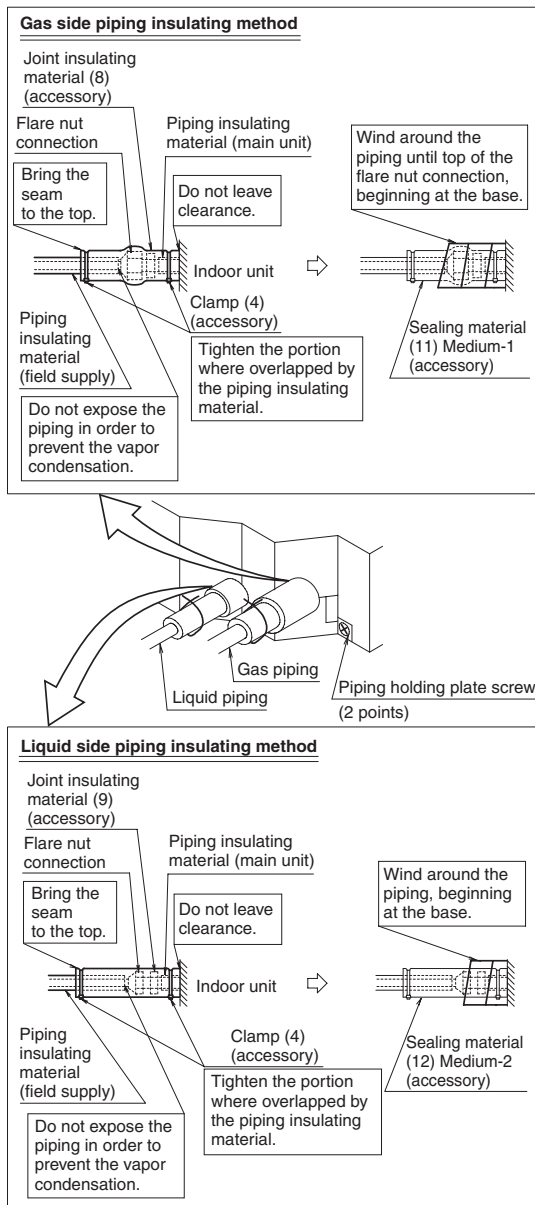 Gas side piping insulating method
Joint insulating
material (8)
(accessory)
Flare nut
connection
Piping insulating
material (main unit)
Bring the
seam
to the top.
Do not leave
clearance.
Wind around the
piping until top of the
flare nut connection,
beginning at the base.
Indoor unit
Clamp (4)
(accessory)
Piping
insulating
material
(field supply)
Tighten the portion
where overlapped by
the piping insulating
material.
Sealing material
(11) Medium-1
(accessory)
Do not expose the
piping in order to
prevent the vapor
condensation.
Gas piping
Liquid piping
Piping holding plate screw
(2 points)
Liquid side piping insulating method
Joint insulating
material (9)
(accessory)
Flare nut
connection
Piping insulating
material (main unit)
Bring the
seam
to the top.
Do not leave
clearance.
Wind around the
piping, beginning
at the base.
Indoor unit
Piping
insulating
material
(field supply)
Clamp (4)
(accessory)
Tighten the portion
where overlapped by
the piping insulating
material.
Sealing material
(12) Medium-2
(accessory)
Do not expose the
piping in order to
prevent the vapor
condensation.